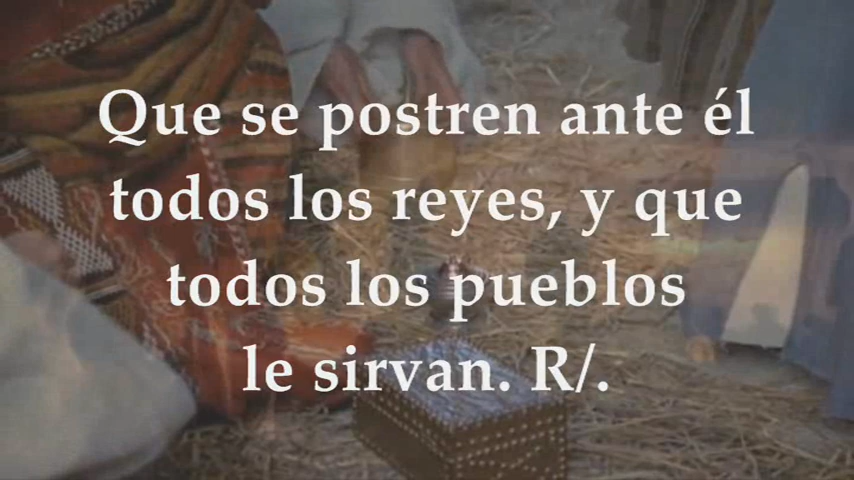 Que se postren ante él
todos los reyes, y que
todos los pueblos
le sirvan. R/.